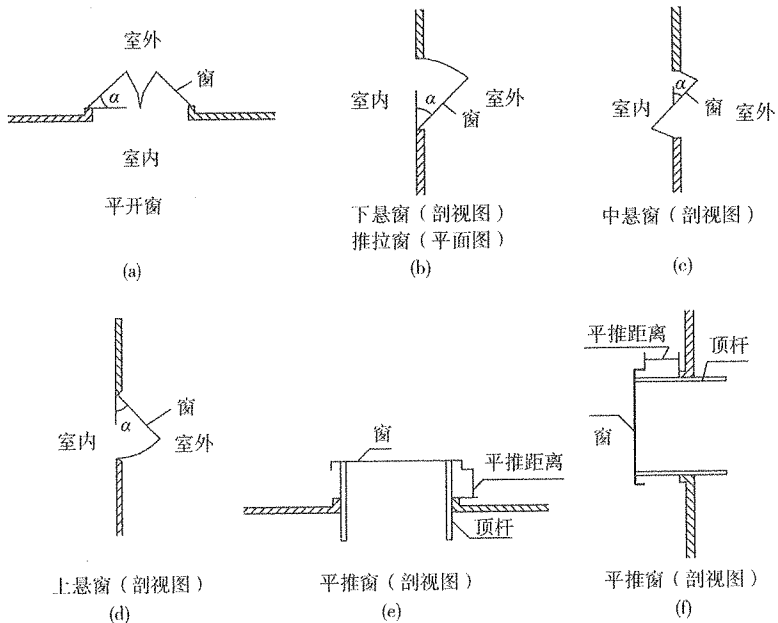 室外
窗
α
室内
平开窗
(a)
室内
α
室外
窗
下悬窗（剖视图）
推拉窗（平面图）
(b)
α
室内
窗
室外
中悬窗（剖视图）
(c)
窗
α
室内
室外
上悬窗（剖视图）
(d)
窗
平推距离
顶杆
平推窗（剖视图）
(e)
平推距离
顶杆
窗
平推窗（剖视图）
(f)